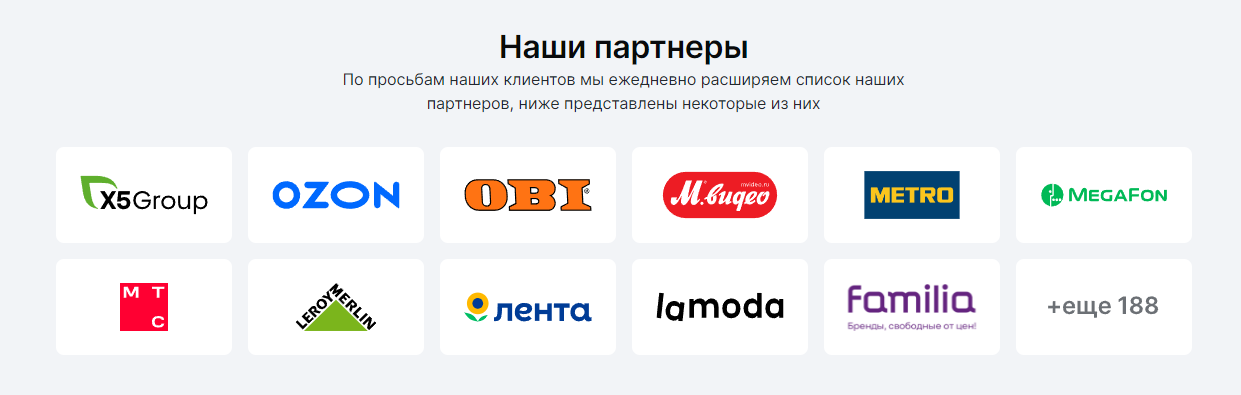 Наши партнеры
По просьбам наших клиентов мы ежедневно расширяем список наших
партнеров, ниже представлены некоторые из них
X5Group
OZON
OBI®
mvideo.ru
М.видео
METRO
MEGAFON
М Т
С
LEROY MERLIN
лента
lamoda
Familia
Бренды, свободные от цен!
+еще 188